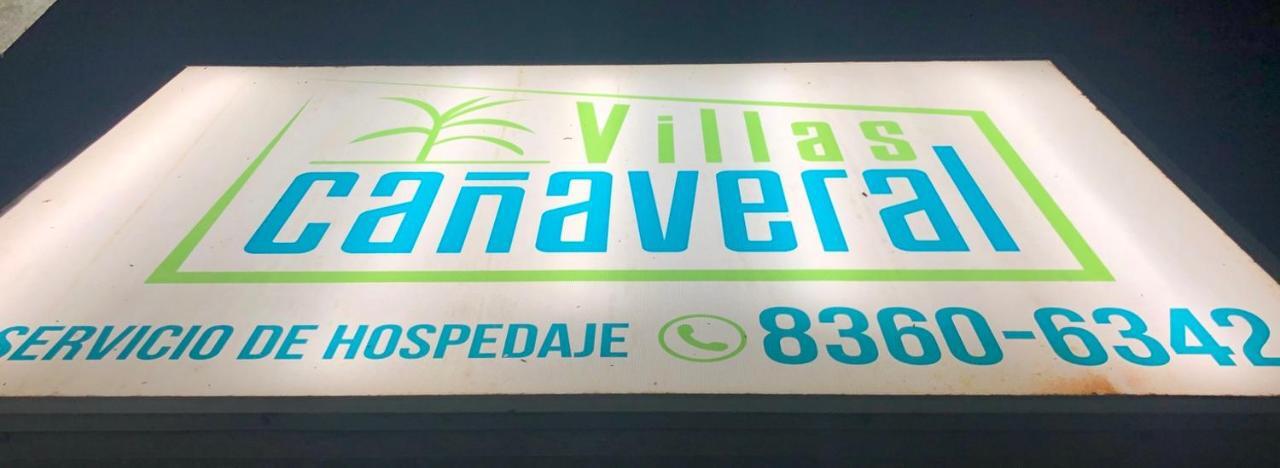 Villas
cañaveral
SERVICIO DE HOSPEDAJE 8360-6342